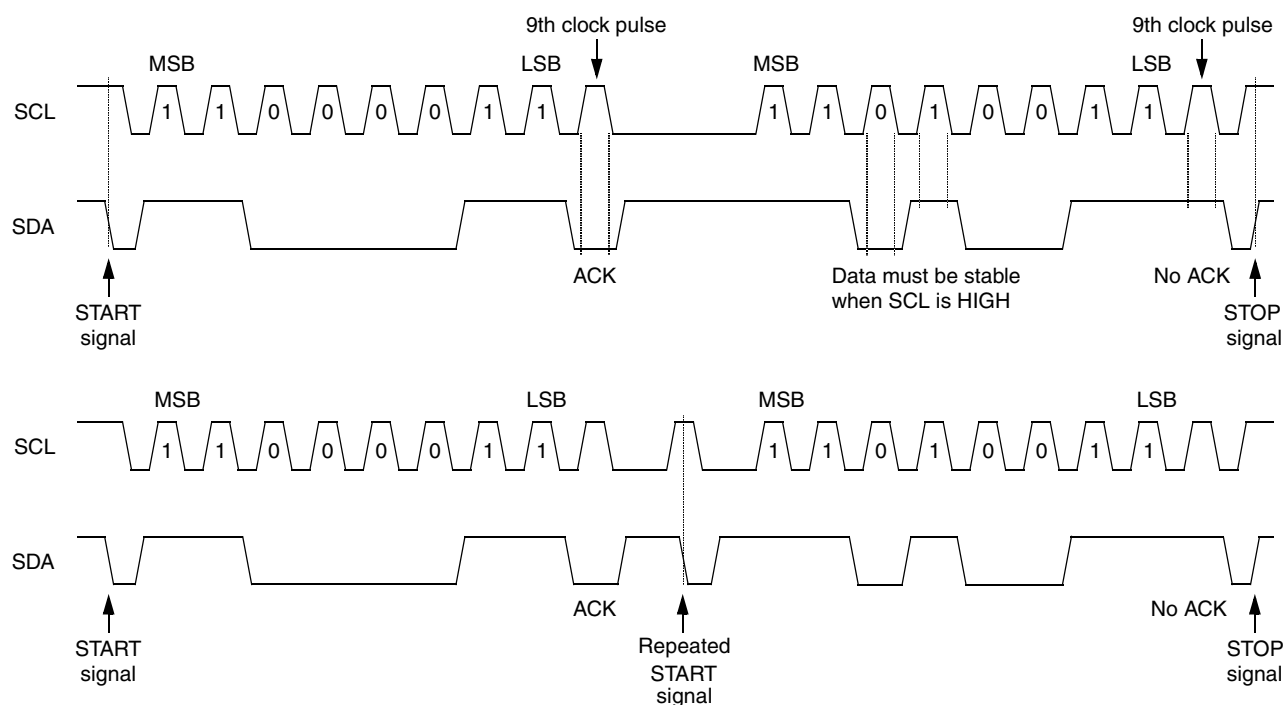 9th clock pulse 9th clock pulse
MSB LSB MSB LSB
SCL 1 1 0 0 0 0 1 1 1 1 0 1 0 0 1 1
SDA
ACK Data must be stable when SCL is HIGH No ACK
START signal STOP signal
MSB LSB MSB LSB
SCL 1 1 0 0 0 0 1 1 1 1 0 1 0 0 1 1
SDA
ACK No ACK
START signal Repeated START signal STOP signal